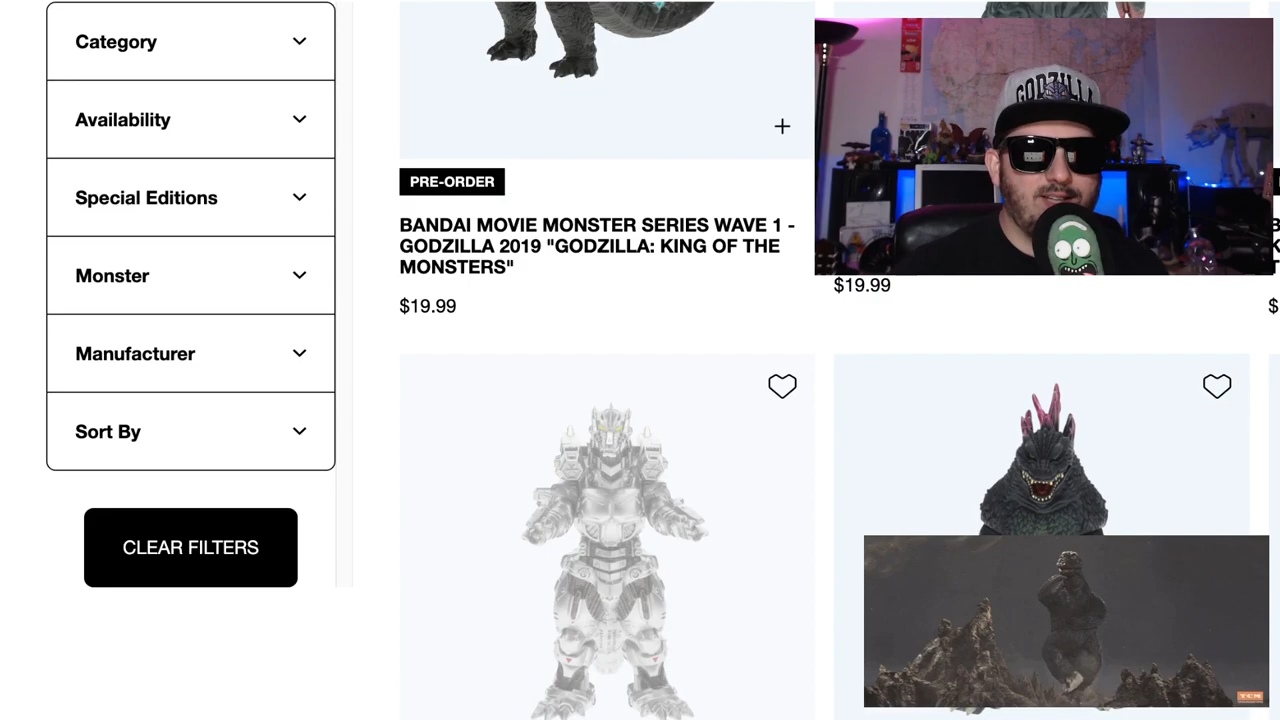 Category
Availability
Special Editions
Monster
Manufacturer
Sort By
CLEAR FILTERS
PRE-ORDER
BANDAI MOVIE MONSTER SERIES WAVE 1 -
GODZILLA 2019 "GODZILLA: KING OF THE
MONSTERS"
$19.99
GODZILLA
$19.99
$
TCM